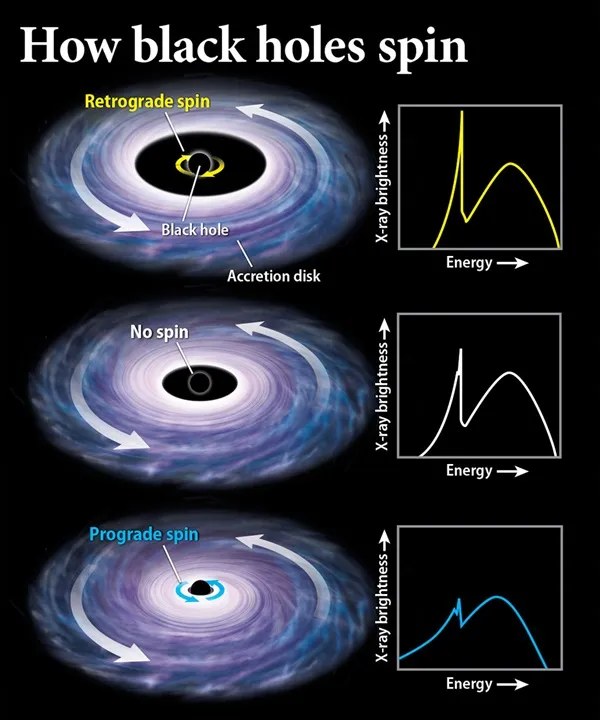 How black holes spin
Retrograde spin
Black hole
Accretion disk
X-ray brightness
Energy
No spin
X-ray brightness
Energy
Prograde spin
X-ray brightness
Energy